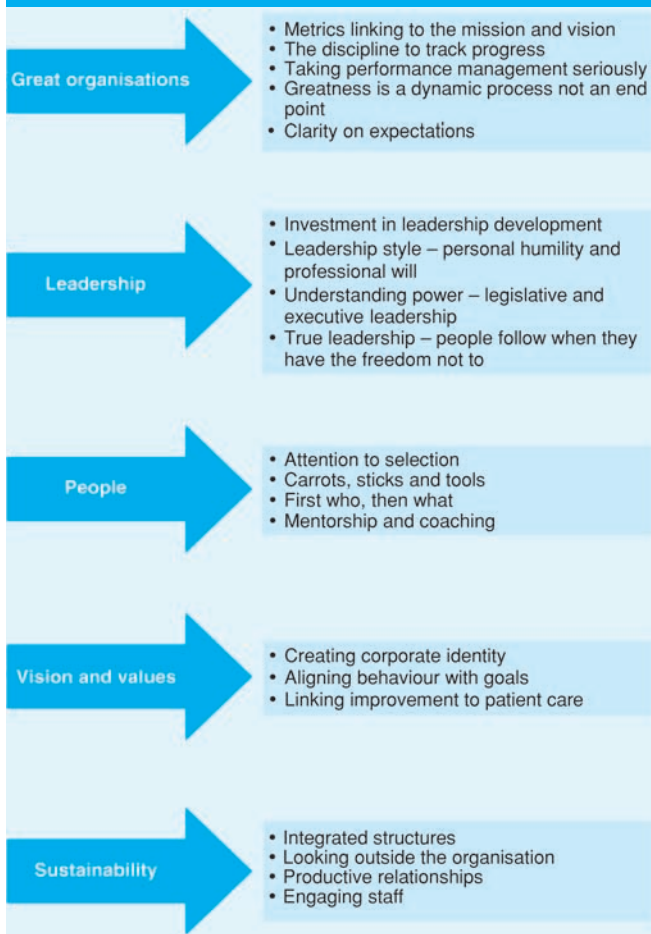 Great organisations
• Metrics linking to the mission and vision
• The discipline to track progress
• Taking performance management seriously
• Greatness is a dynamic process not an end
point
• Clarity on expectations
Leadership
• Investment in leadership development
• Leadership style – personal humility and
professional will
• Understanding power – legislative and
executive leadership
• True leadership – people follow when they
have the freedom not to
People
• Attention to selection
• Carrots, sticks and tools
• First who, then what
• Mentorship and coaching
Vision and values
• Creating corporate identity
• Aligning behaviour with goals
• Linking improvement to patient care
Sustainability
• Integrated structures
• Looking outside the organisation
• Productive relationships
• Engaging staff